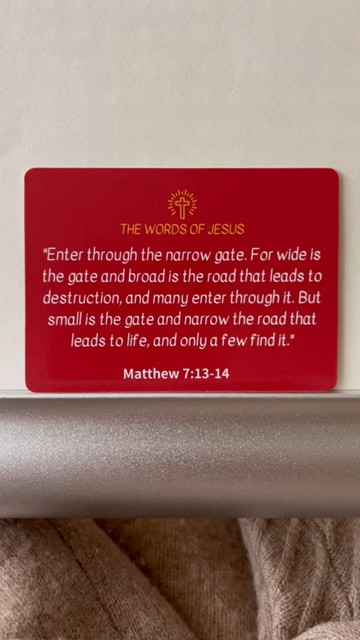 THE WORDS OF JESUS
"Enter through the narrow gate. For wide is
the gate and broad is the road that leads to
destruction, and many enter through it. But
small is the gate and narrow the road that
leads to life, and only a few find it."
Matthew 7:13-14